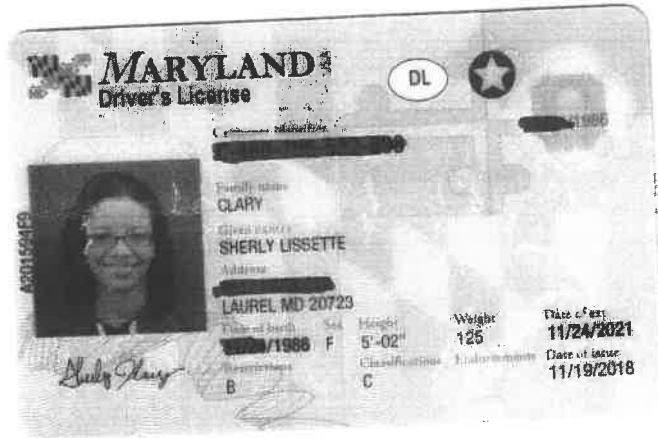 MARYLAND
Driver's License
DL
1986
Family name
CLARY
Given names
SHERLY LISSETTE
Address
LAUREL MD 20723
Date of birth Sex Height Weight Date of exp
/1986 F 5'-02" 125 11/24/2021
Restrictions Classifications Endorsements Date of issue
B C 11/19/2018